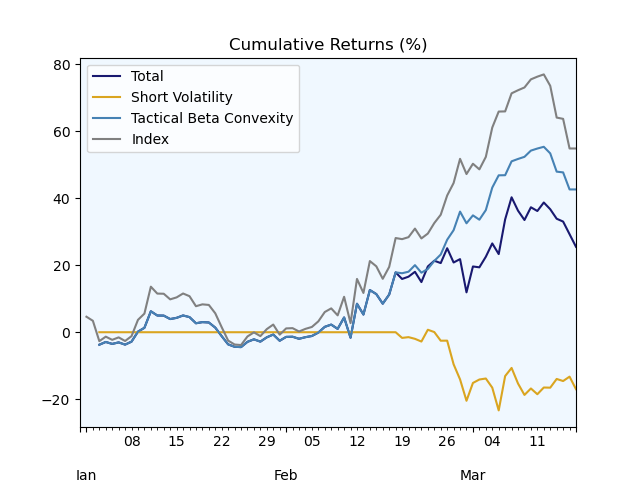 Cumulative Returns (%)
80
60
40
20
0
−20
Total
Short Volatility
Tactical Beta Convexity
Index
08 15 22 29 05 12 19 26 04 11
Jan Feb Mar